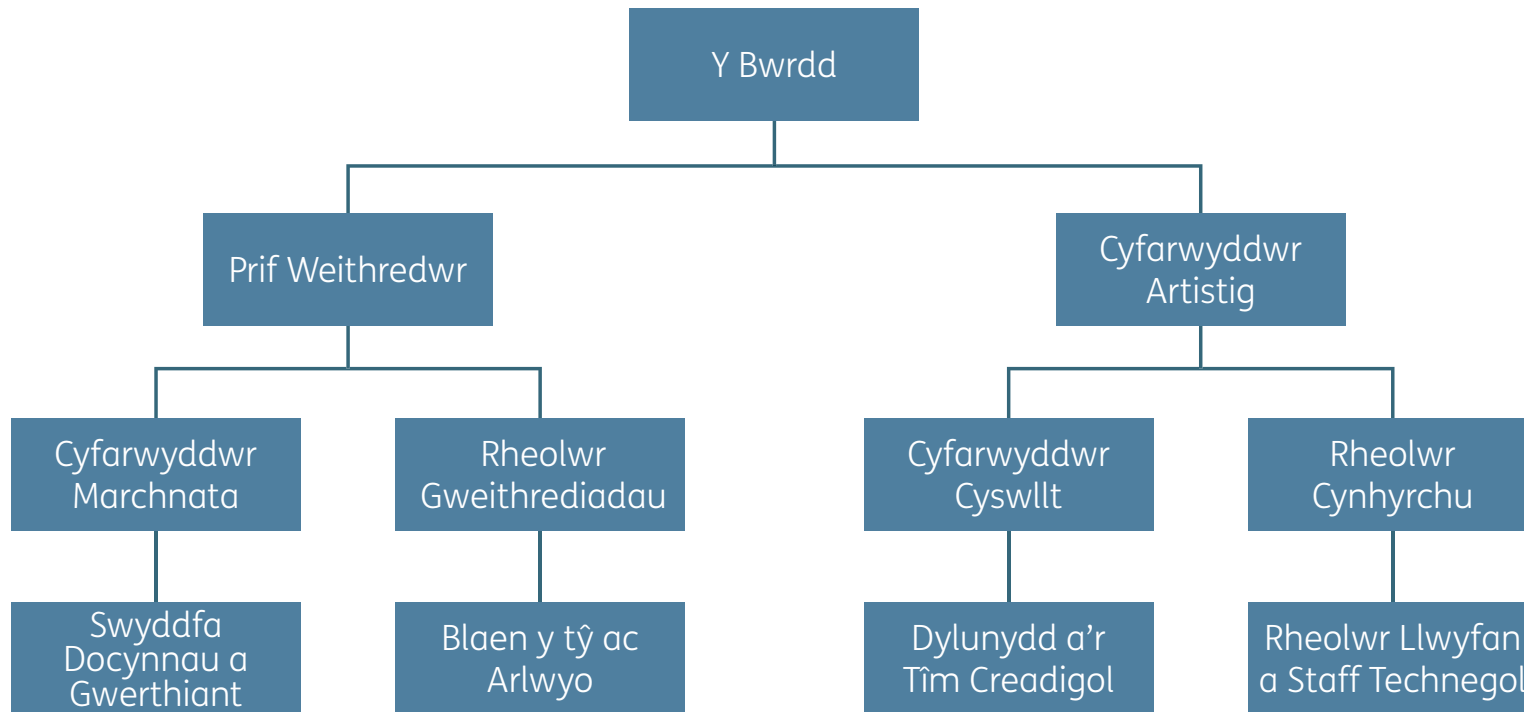 Y Bwrdd
Prif Weithredwr
Cyfarwyddwr
Artistig
Cyfarwyddwr
Marchnata
Rheolwr
Gweithrediadau
Cyfarwyddwr
Cyswllt
Rheolwr
Cynhyrchu
Swyddfa
Docynnau a
Gwerthiant
Blaen y tŷ ac
Arlwyo
Dylunydd a’r
Tîm Creadigol
Rheolwr Llwyfan
a Staff Technegol